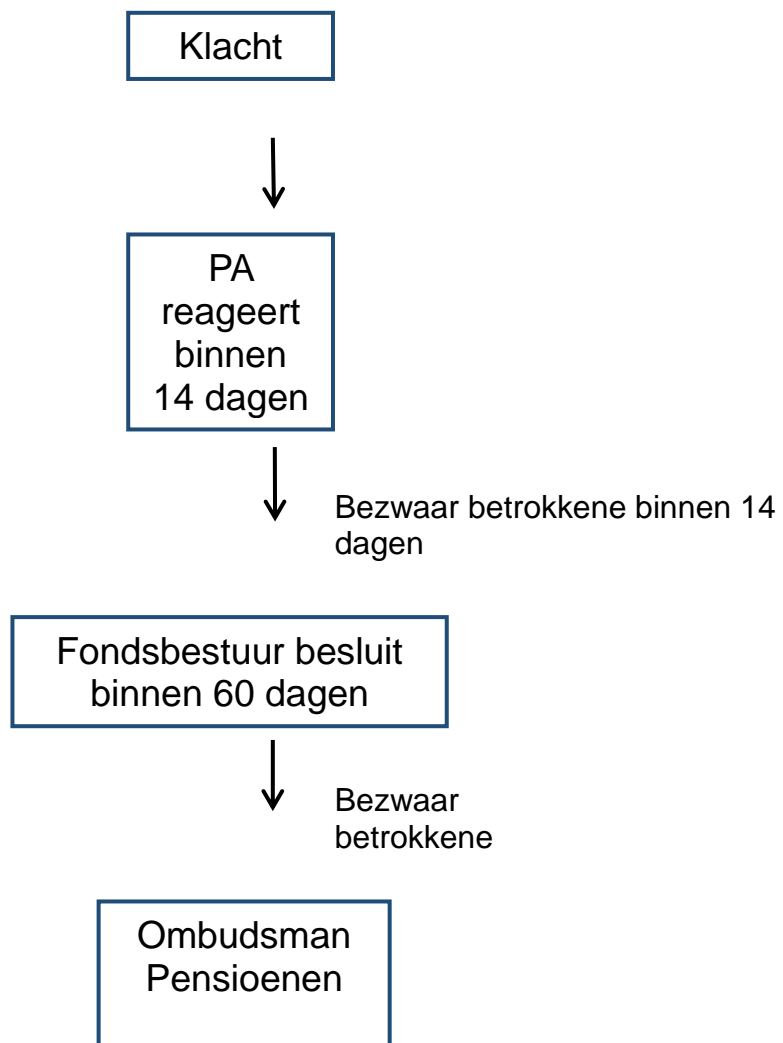 Klacht
PA
reageert
binnen
14 dagen
Bezwaar betrokkene binnen 14
dagen
Fondsbestuur besluit
binnen 60 dagen
Bezwaar
betrokkene
Ombudsman
Pensioenen